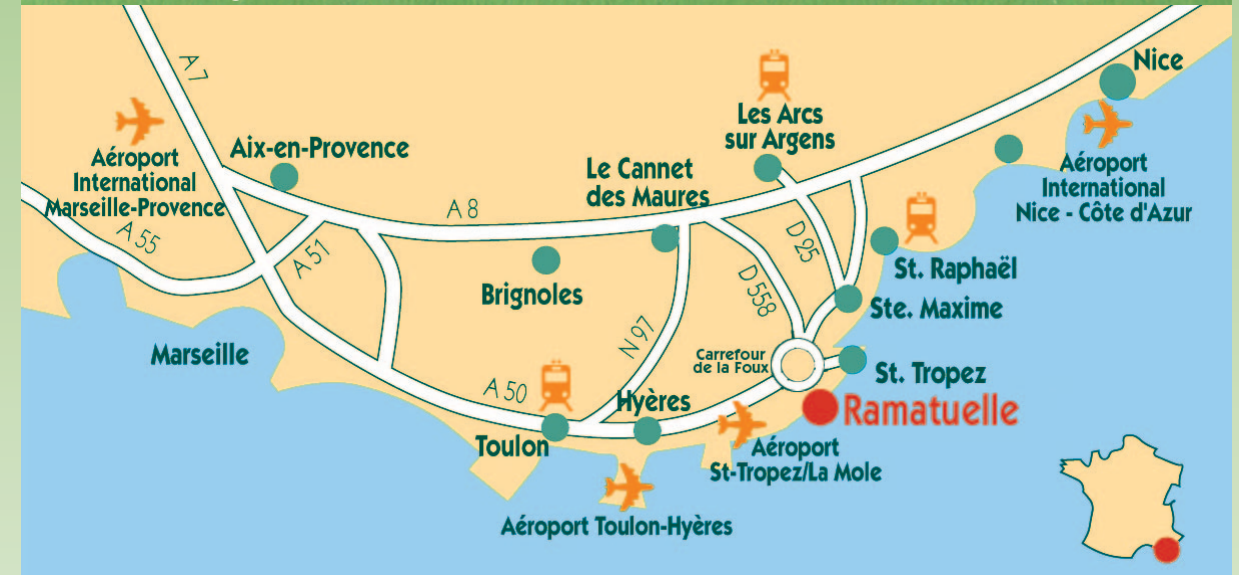 A 7
Nice
Les Arcs
sur Argens
Aix-en-Provence
Aéroport
International
Marseille-Provence
Le Cannet
des Maures
Aéroport
International
Nice - Côte d'Azur
A 8
A 55
A 51
D 25
St. Raphaël
Brignoles
D 558
Ste. Maxime
N 97
Marseille
Carrefour
de la Foux
St. Tropez
A 50
Hyères
Ramatuelle
Toulon
Aéroport
St-Tropez/La Mole
Aéroport Toulon-Hyères